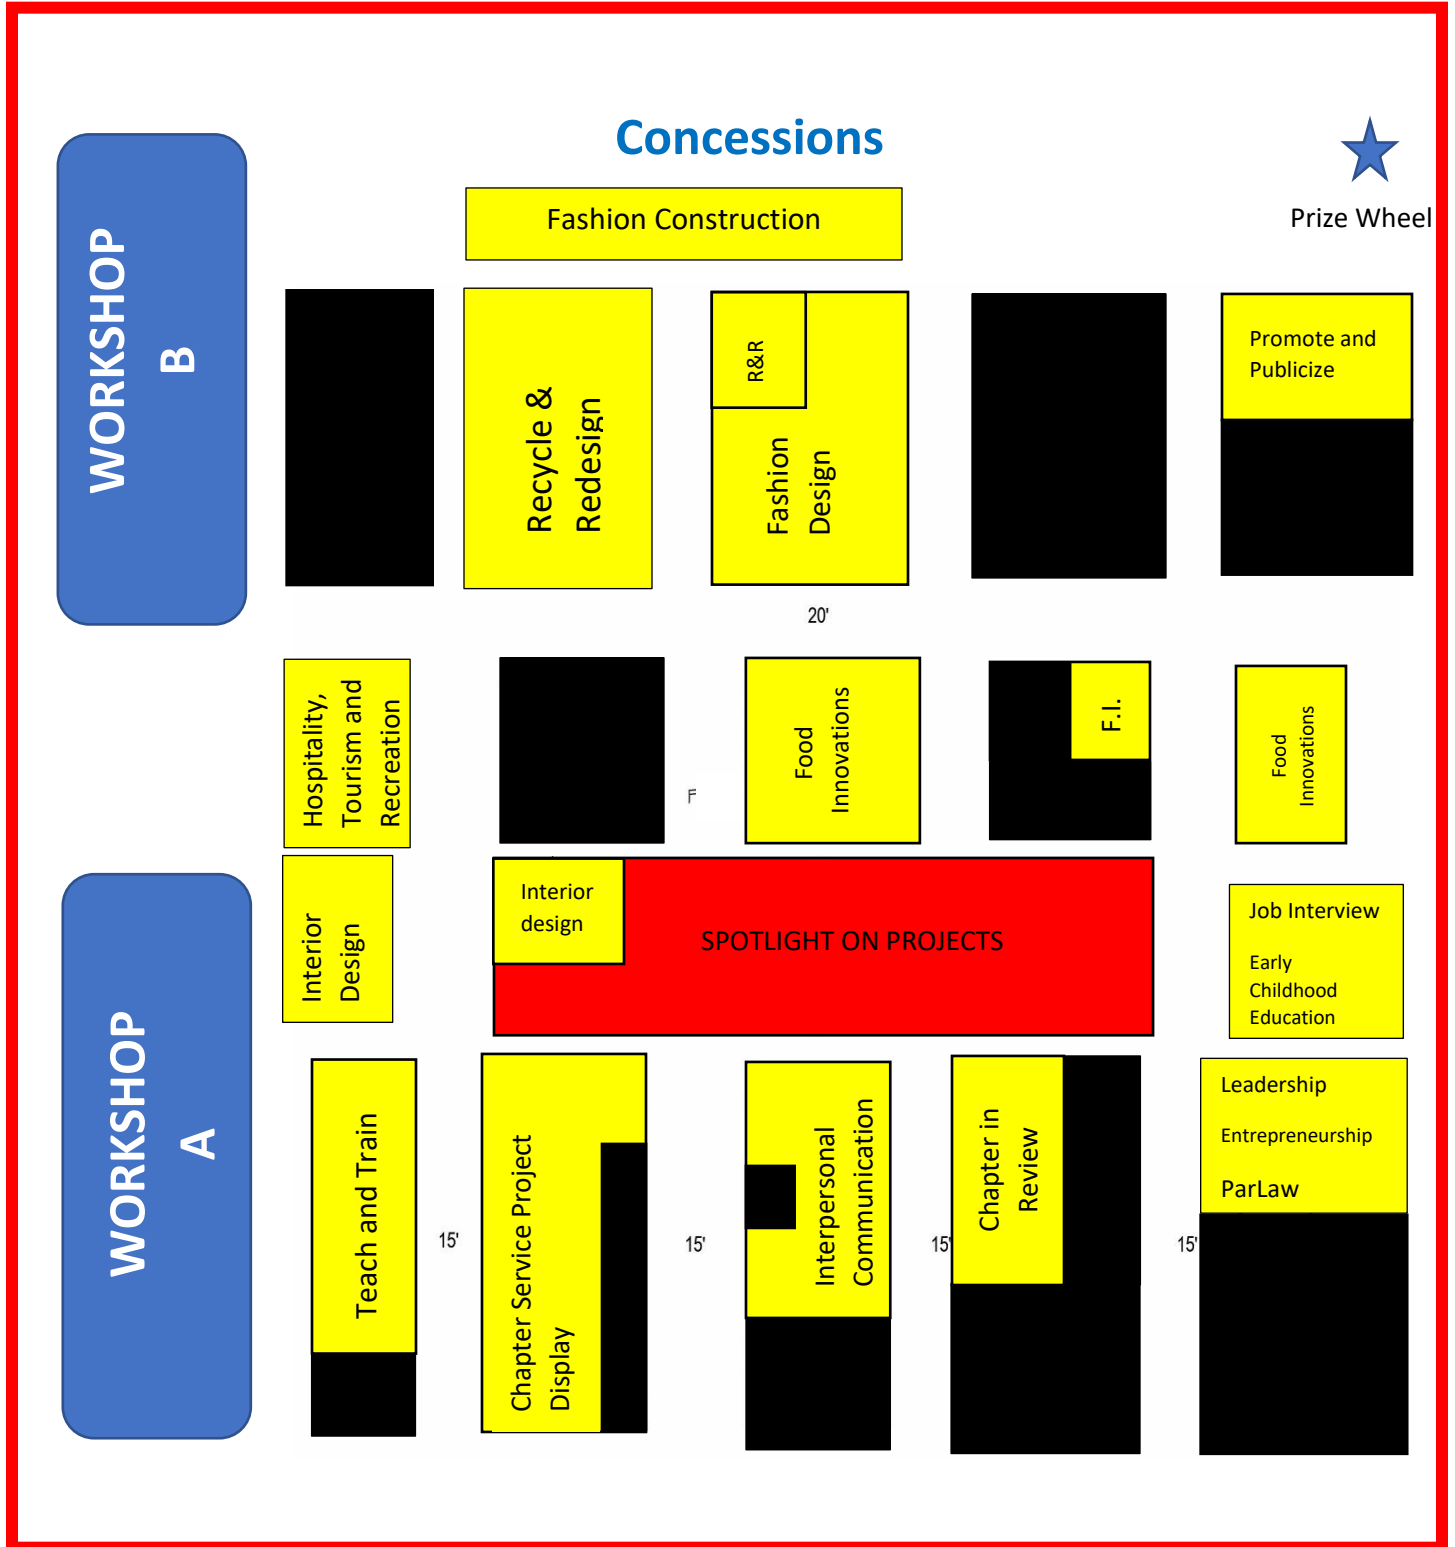 Concessions
Prize Wheel
WORKSHOP
B
Fashion Construction
Recycle &
Redesign
R&R
Fashion
Design
Promote and
Publicize
20'
Hospitality,
Tourism and
Recreation
F
Food
Innovations
F.I.
Food
Innovations
Interior
Design
Interior
design
SPOTLIGHT ON PROJECTS
Job Interview
Early
Childhood
Education
WORKSHOP
A
Teach and Train
15'
Chapter Service Project
Display
15'
Interpersonal
Communication
15'
Chapter in
Review
15'
Leadership
Entrepreneurship
ParLaw